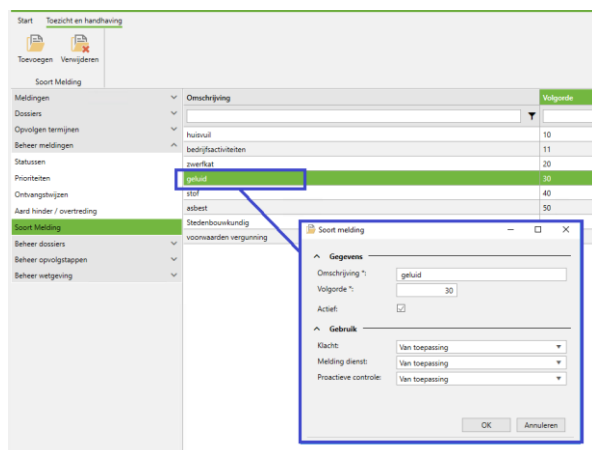 Start Toezicht en handhaving
Toevoegen Verwijderen
Soort Melding
Meldingen
Dossiers
Opvolgen termijnen
Beheer meldingen
Statussen
Prioriteiten
Ontvangstwijzen
Aard hinder / overtreding
Soort Melding
Beheer dossiers
Beheer opvolgstappen
Beheer wetgeving
Omschrijving Volgorde
huisvuil 10
bedrijfsactiviteiten 11
zwerfkat 20
geluid 30
stof 40
asbest 50
Stedenbouwkundig
voorwaarden vergunning
Soort melding
Gegevens
Omschrijving *: geluid
Volgorde *: 30
Actief:
Gebruik
Klacht: Van toepassing
Melding dienst: Van toepassing
Proactieve controle: Van toepassing
OK Annuleren